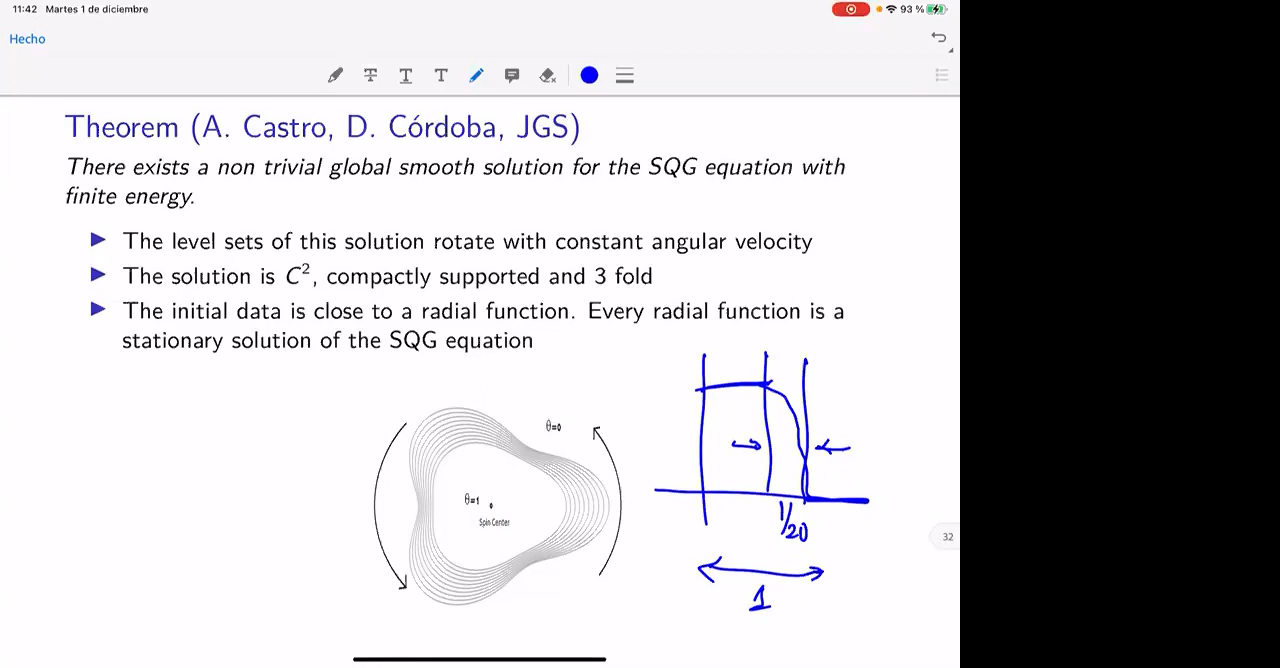 11:42 Martes 1 de diciembre 93 %
Hecho
Theorem (A. Castro, D. Córdoba, JGS)
There exists a non trivial global smooth solution for the SQG equation with
finite energy.
The level sets of this solution rotate with constant angular velocity
The solution is C², compactly supported and 3 fold
The initial data is close to a radial function. Every radial function is a
stationary solution of the SQG equation
θ=0
θ=1
Spin Center
1/20
1
32